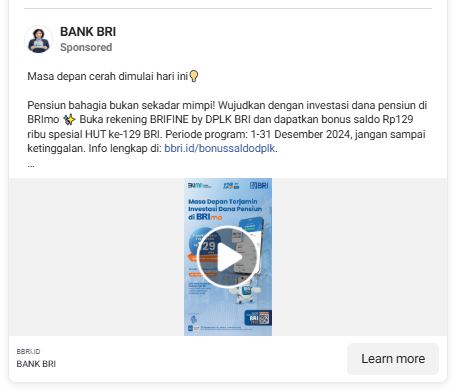 BANK BRI
Sponsored
Masa depan cerah dimulai hari ini💡
Pensiun bahagia bukan sekadar mimpi! Wujudkan dengan investasi dana pensiun di
BRImo ✨ Buka rekening BRIFINE by DPLK BRI dan dapatkan bonus saldo Rp129
ribu spesial HUT ke-129 BRI. Periode program: 1-31 Desember 2024, jangan sampai
ketinggalan. Info lengkap di: bbri.id/bonussaldodplk.
...
BRI
Masa Depan Terjamin
Investasi Dana Pensiun
di BRImo
129
BBRI.ID
BANK BRI
Learn more